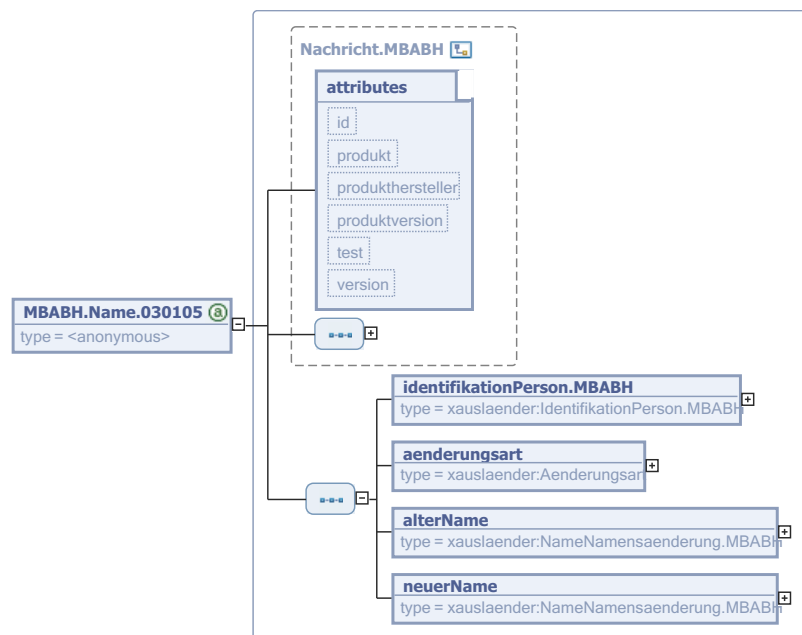 Nachricht.MBABH
attributes
id
produkt
produkthersteller
produktversion
test
version
MBABH.Name.030105 a
type = <anonymous>
identifikationPerson.MBABH
type = xauslaender:IdentifikationPerson.MBABH
aenderungsart
type = xauslaender:Aenderungsart
alterName
type = xauslaender:NameNamensaenderung.MBABH
neuerName
type = xauslaender:NameNamensaenderung.MBABH